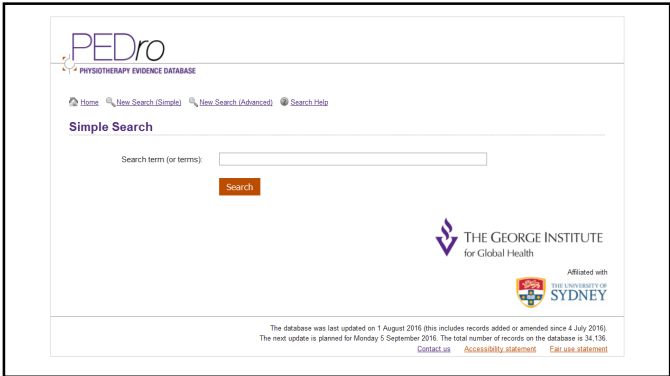 PEDro
PHYSIOTHERAPY EVIDENCE DATABASE
Home New Search (Simple) New Search (Advanced) Search Help
Simple Search
Search term (or terms):
Search
THE GEORGE INSTITUTE
for Global Health
Affiliated with
THE UNIVERSITY OF
SYDNEY
The database was last updated on 1 August 2016 (this includes records added or amended since 4 July 2016).
The next update is planned for Monday 5 September 2016. The total number of records on the database is 34,136.
Contact us Accessibility statement Fair use statement